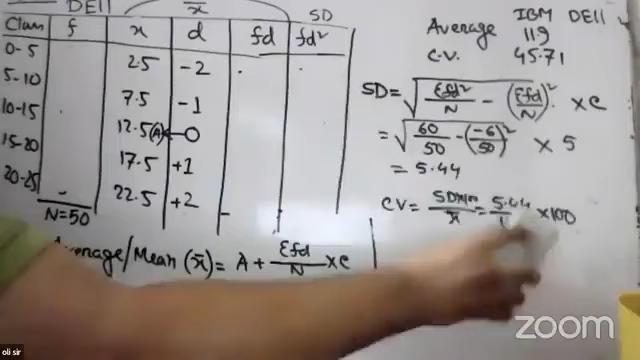 DELL x̄ SD
Class f x d fd fd²
0-5 2.5 -2
5-10 7.5 -1
10-15 12.5(A) 0
15-20 17.5 +1
20-25 22.5 +2
N=50
Average/Mean (x̄) = A + Σfd/N × c
IBM DEll
Average 119
C.V. 45.71
SD = √(Σfd²/N - (Σfd/N)²) × c
= √(60/50 - (-6/50)²) × 5
= 5.44
CV = SD×100/x̄ = 5.44/ ×100
zoom
oli sir